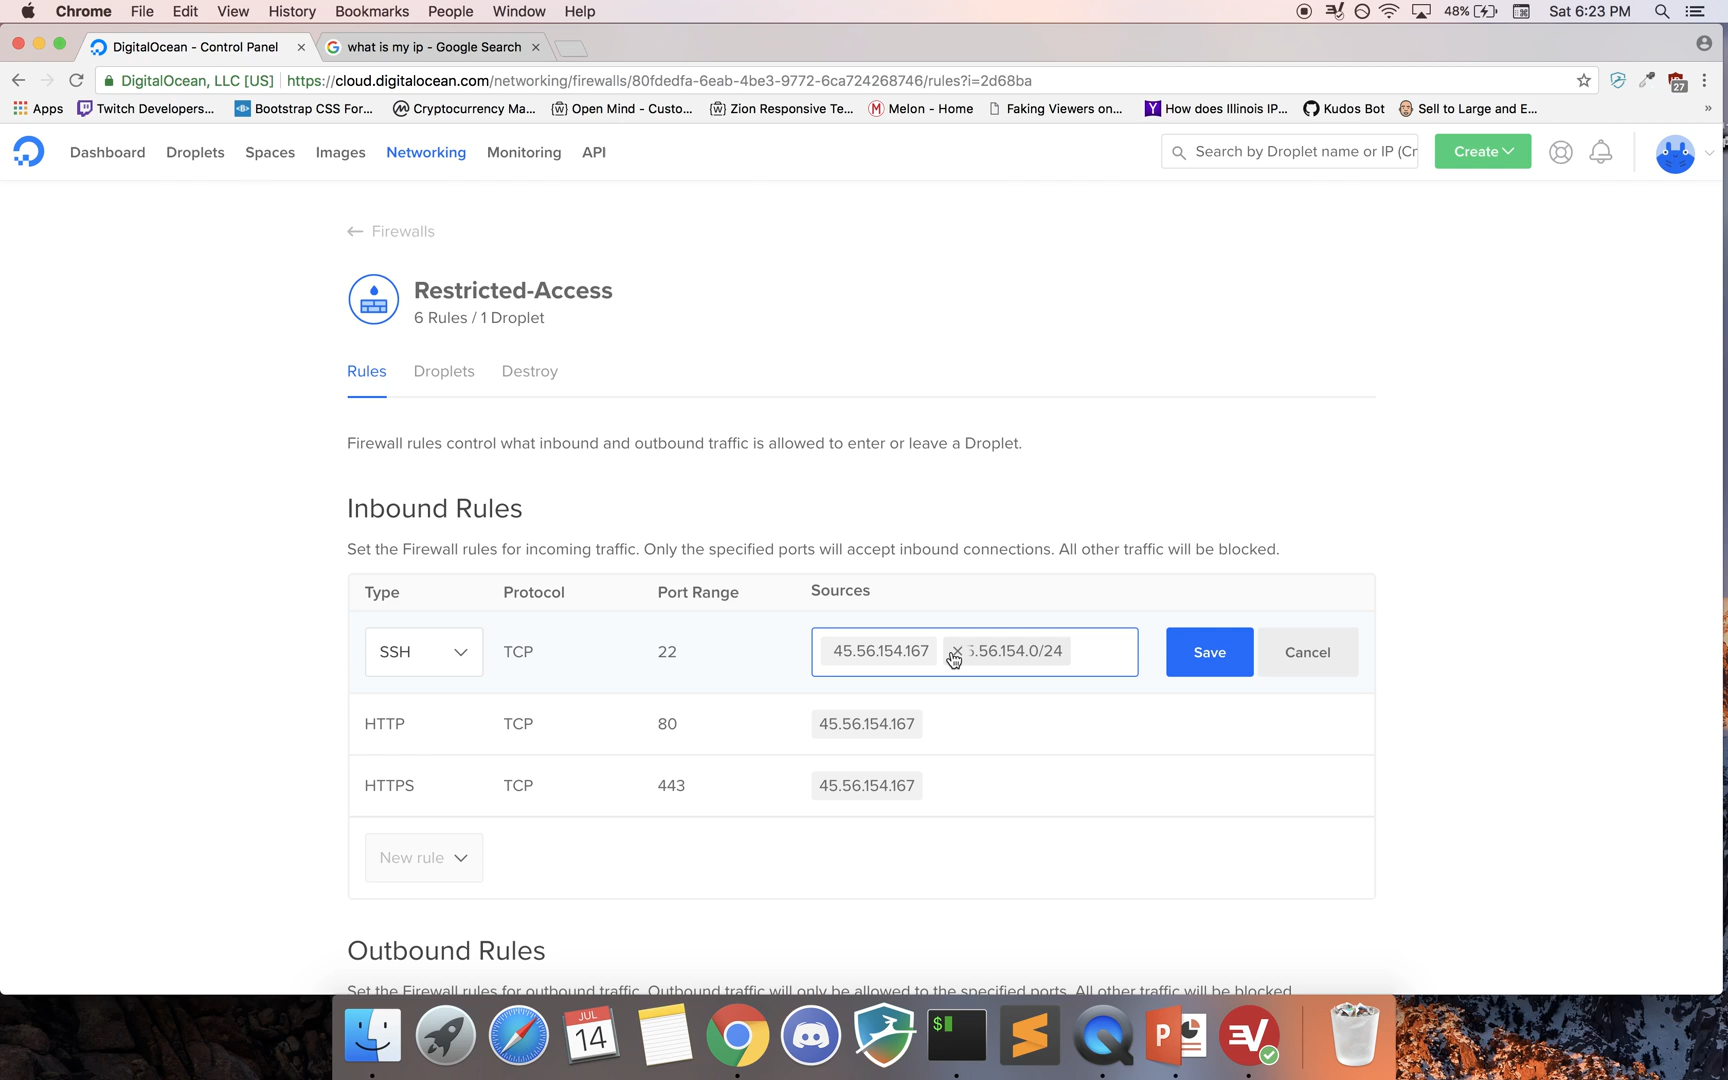 Chrome File Edit View History Bookmarks People Window Help 48% Sat 6:23 PM
DigitalOcean - Control Panel what is my ip - Google Search
DigitalOcean, LLC [US] https://cloud.digitalocean.com/networking/firewalls/80fdedfa-6eab-4be3-9772-6ca724268746/rules?i=2d68ba
27
Apps Twitch Developers... Bootstrap CSS For... Cryptocurrency Ma... Open Mind - Custo... Zion Responsive Te... Melon - Home Faking Viewers on... How does Illinois IP... Kudos Bot Sell to Large and E... »
Dashboard Droplets Spaces Images Networking Monitoring API Search by Droplet name or IP (Cr Create
← Firewalls
Restricted-Access
6 Rules / 1 Droplet
Rules Droplets Destroy
Firewall rules control what inbound and outbound traffic is allowed to enter or leave a Droplet.
Inbound Rules
Set the Firewall rules for incoming traffic. Only the specified ports will accept inbound connections. All other traffic will be blocked.
Type Protocol Port Range Sources
SSH TCP 22 45.56.154.167 5.56.154.0/24 Save Cancel
HTTP TCP 80 45.56.154.167
HTTPS TCP 443 45.56.154.167
New rule
Outbound Rules
Set the Firewall rules for outbound traffic. Outbound traffic will only be allowed to the specified ports. All other traffic will be blocked.
JUL
14
$
P
EV